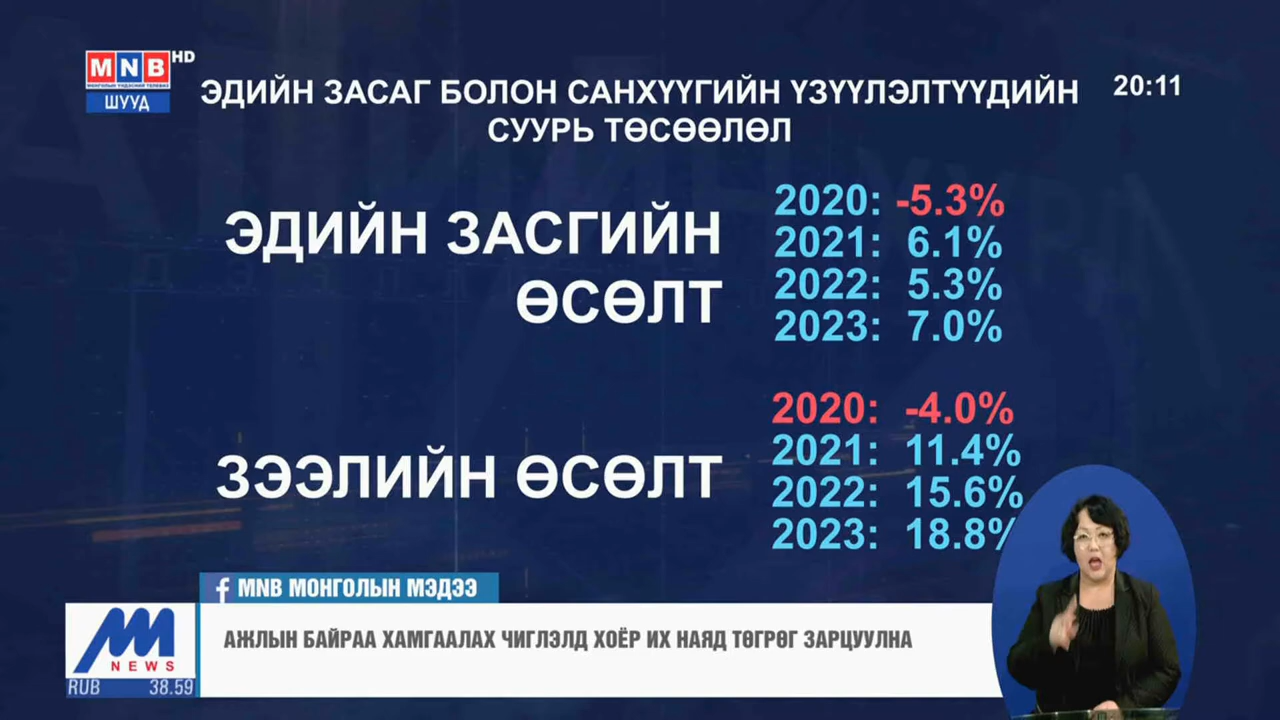 MNB HD
МОНГОЛЫН ҮНДЭСНИЙ ТЕЛЕВИЗ
ШУУД
20:11
ЭДИЙН ЗАСАГ БОЛОН САНХҮҮГИЙН ҮЗҮҮЛЭЛТҮҮДИЙН
СУУРЬ ТӨСӨӨЛӨЛ
ЭДИЙН ЗАСГИЙН
ӨСӨЛТ
2020: -5.3%
2021: 6.1%
2022: 5.3%
2023: 7.0%
ЗЭЭЛИЙН ӨСӨЛТ
2020: -4.0%
2021: 11.4%
2022: 15.6%
2023: 18.8%
f MNB МОНГОЛЫН МЭДЭЭ
АЖЛЫН БАЙРАА ХАМГААЛАХ ЧИГЛЭЛД ХОЁР ИХ НАЯД ТӨГРӨГ ЗАРЦУУЛНА
M
NEWS
RUB 38.59